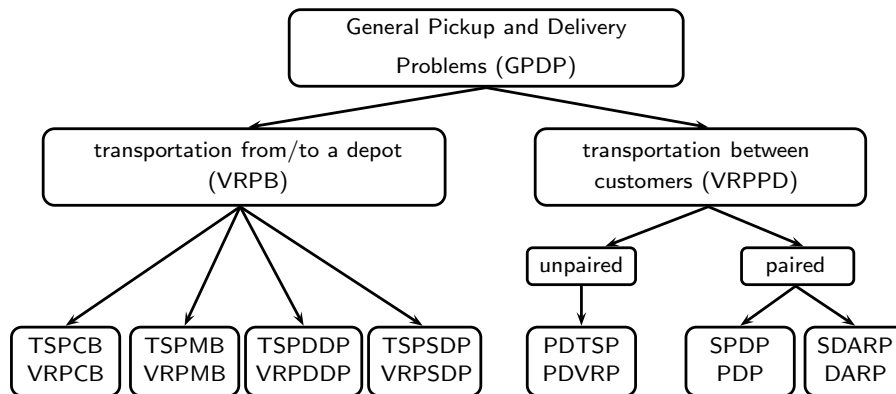 General Pickup and Delivery
Problems (GPDP)
transportation from/to a depot
(VRPB)
transportation between
customers (VRPPD)
unpaired
paired
TSPCB
VRPCB
TSPMB
VRPMB
TSPDDP
VRPDDP
TSPSDP
VRPSDP
PDTSP
PDVRP
SPDP
PDP
SDARP
DARP